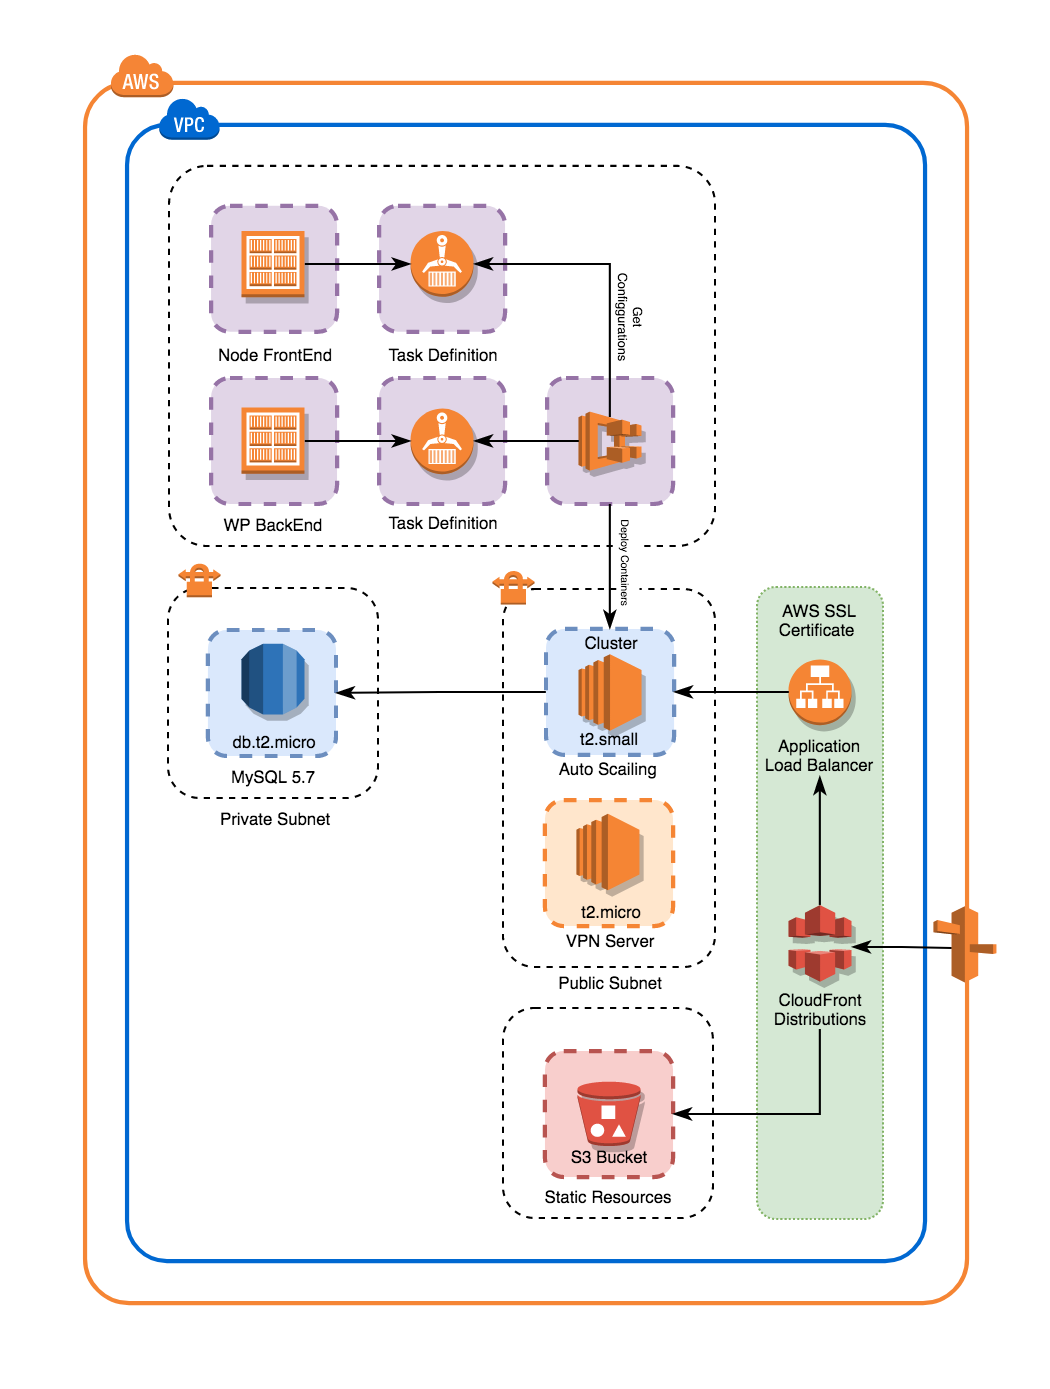 AWS
VPC
Get
Configgurations
Node FrontEnd
Task Definition
WP BackEnd
Task Definition
Deploy Containers
AWS SSL
Certificate
Cluster
t2.small
Auto Scailing
db.t2.micro
MySQL 5.7
Private Subnet
Application
Load Balancer
t2.micro
VPN Server
Public Subnet
CloudFront
Distributions
S3 Bucket
Static Resources